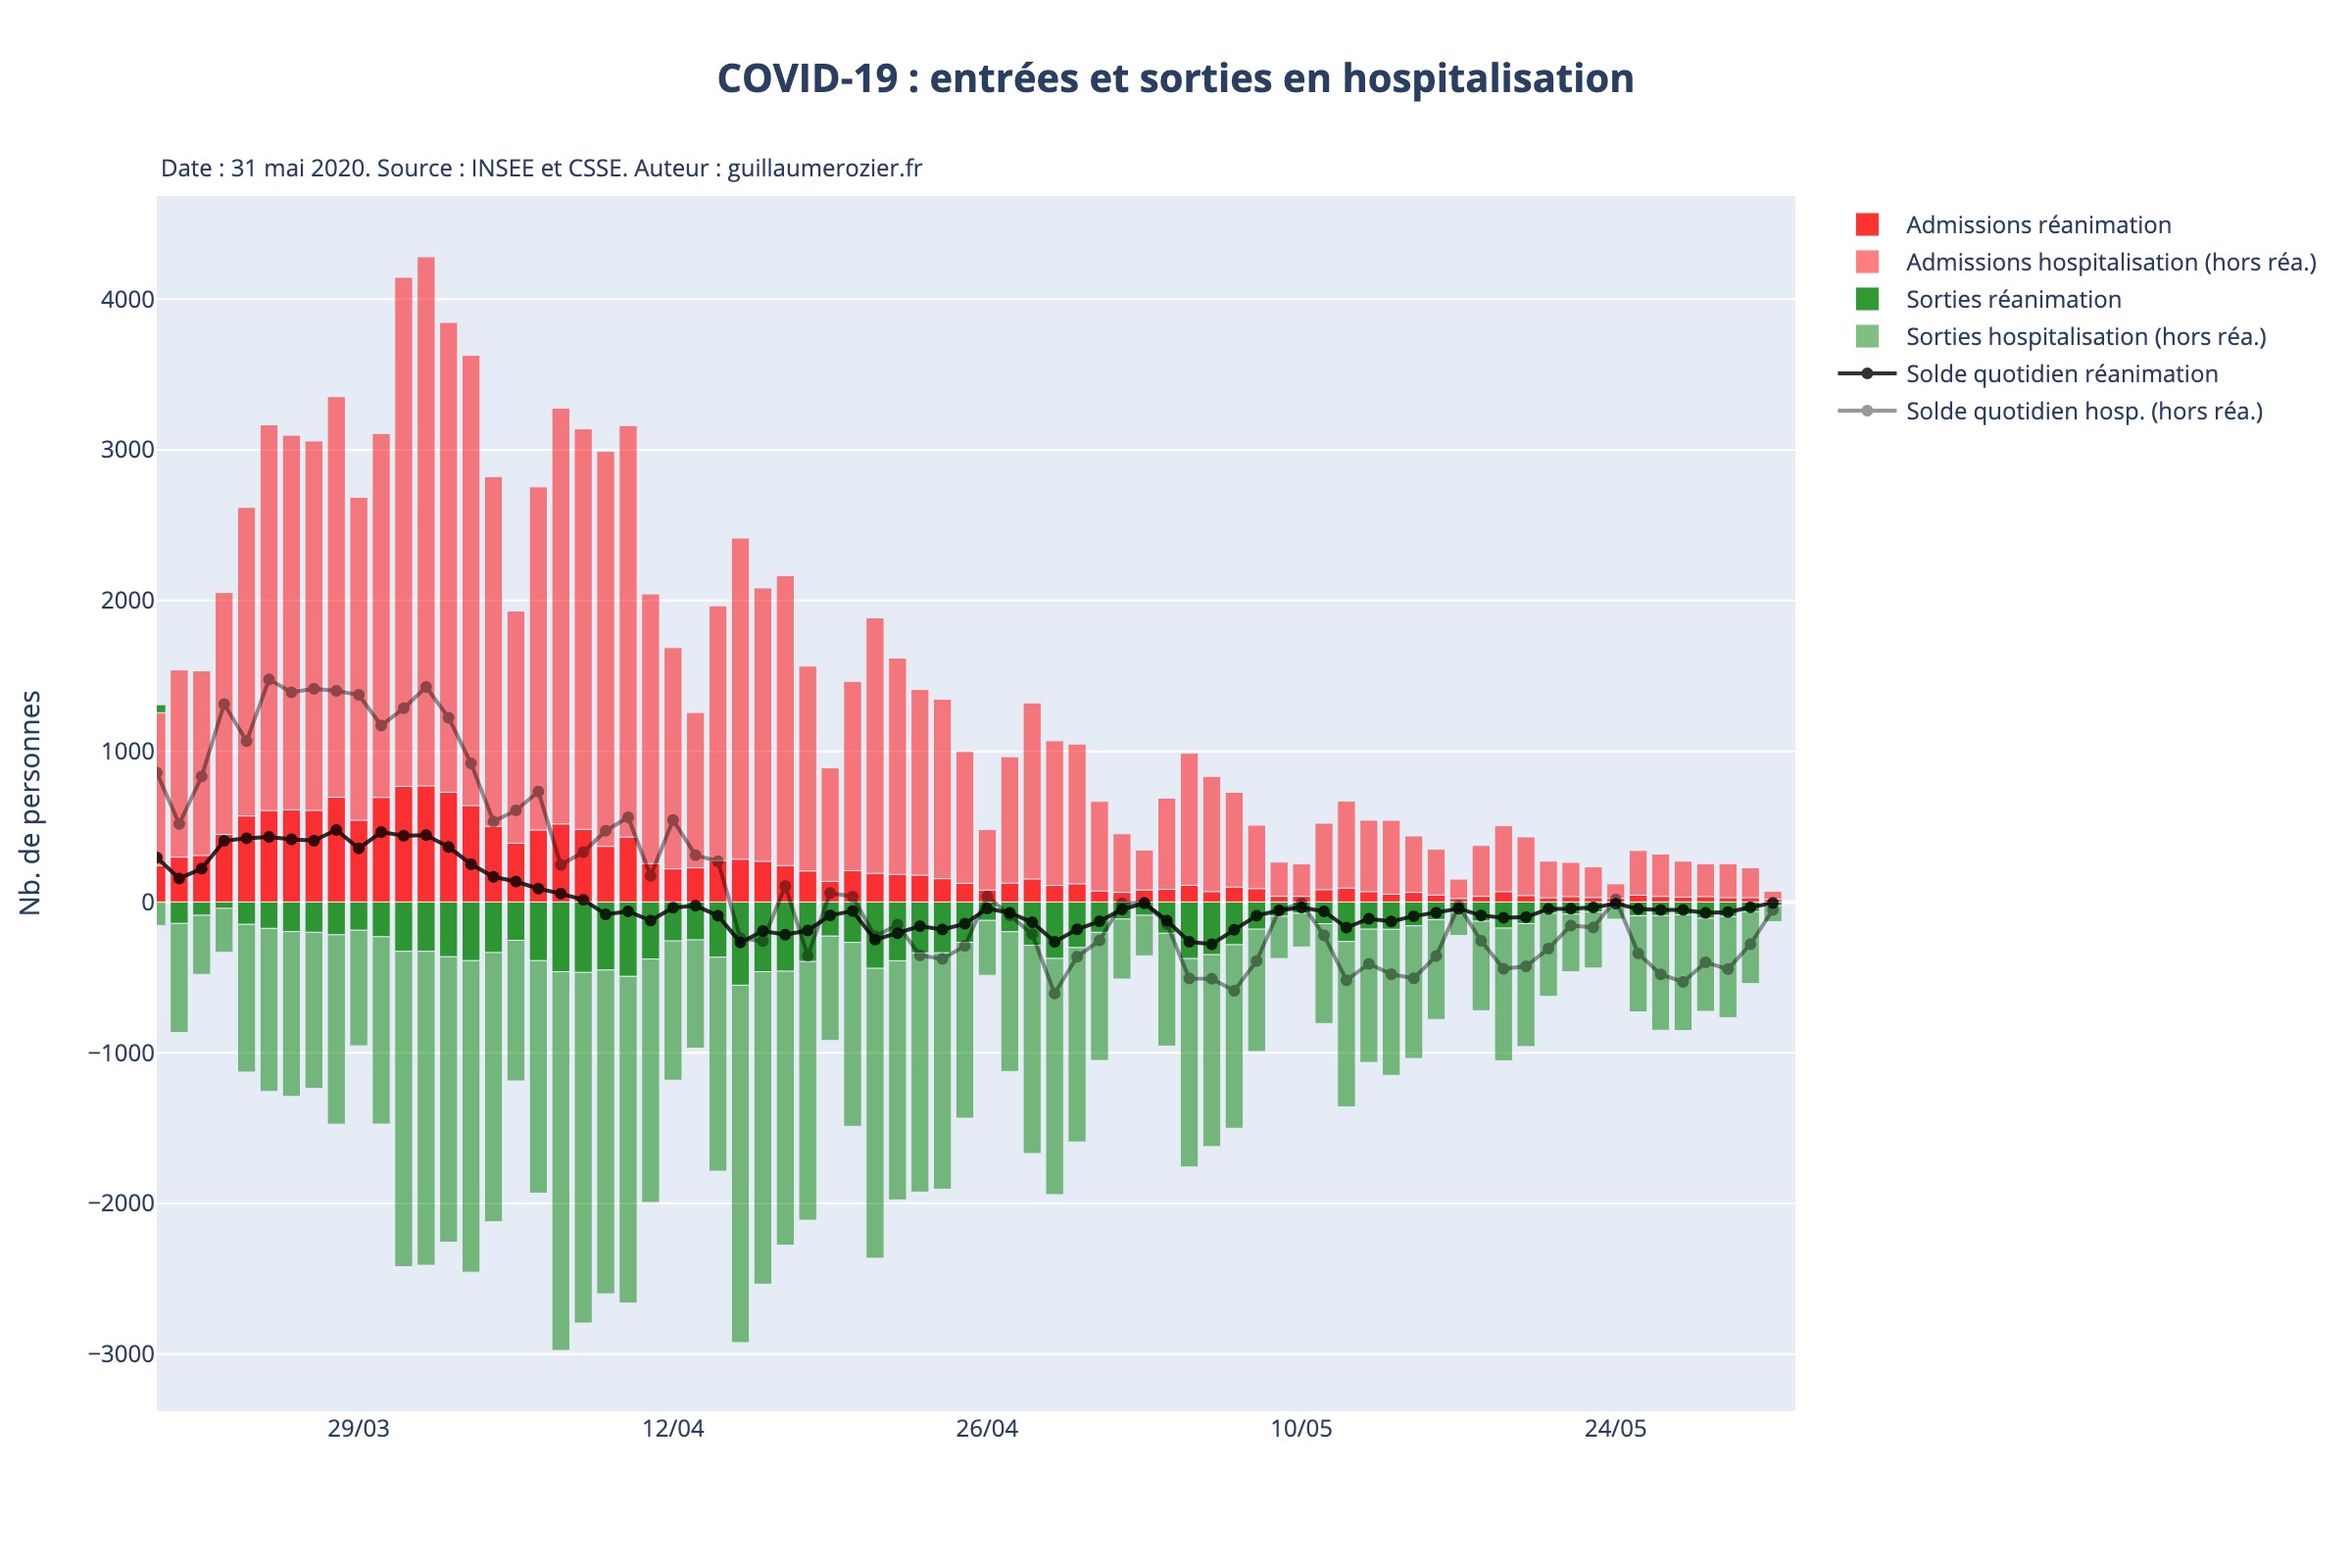 COVID-19 : entrées et sorties en hospitalisation
Date : 31 mai 2020. Source : INSEE et CSSE. Auteur : guillaumerozier.fr
Admissions réanimation
Admissions hospitalisation (hors réa.)
Sorties réanimation
Sorties hospitalisation (hors réa.)
Solde quotidien réanimation
Solde quotidien hosp. (hors réa.)
Nb. de personnes
4000
3000
2000
1000
0
−1000
−2000
−3000
29/03
12/04
26/04
10/05
24/05